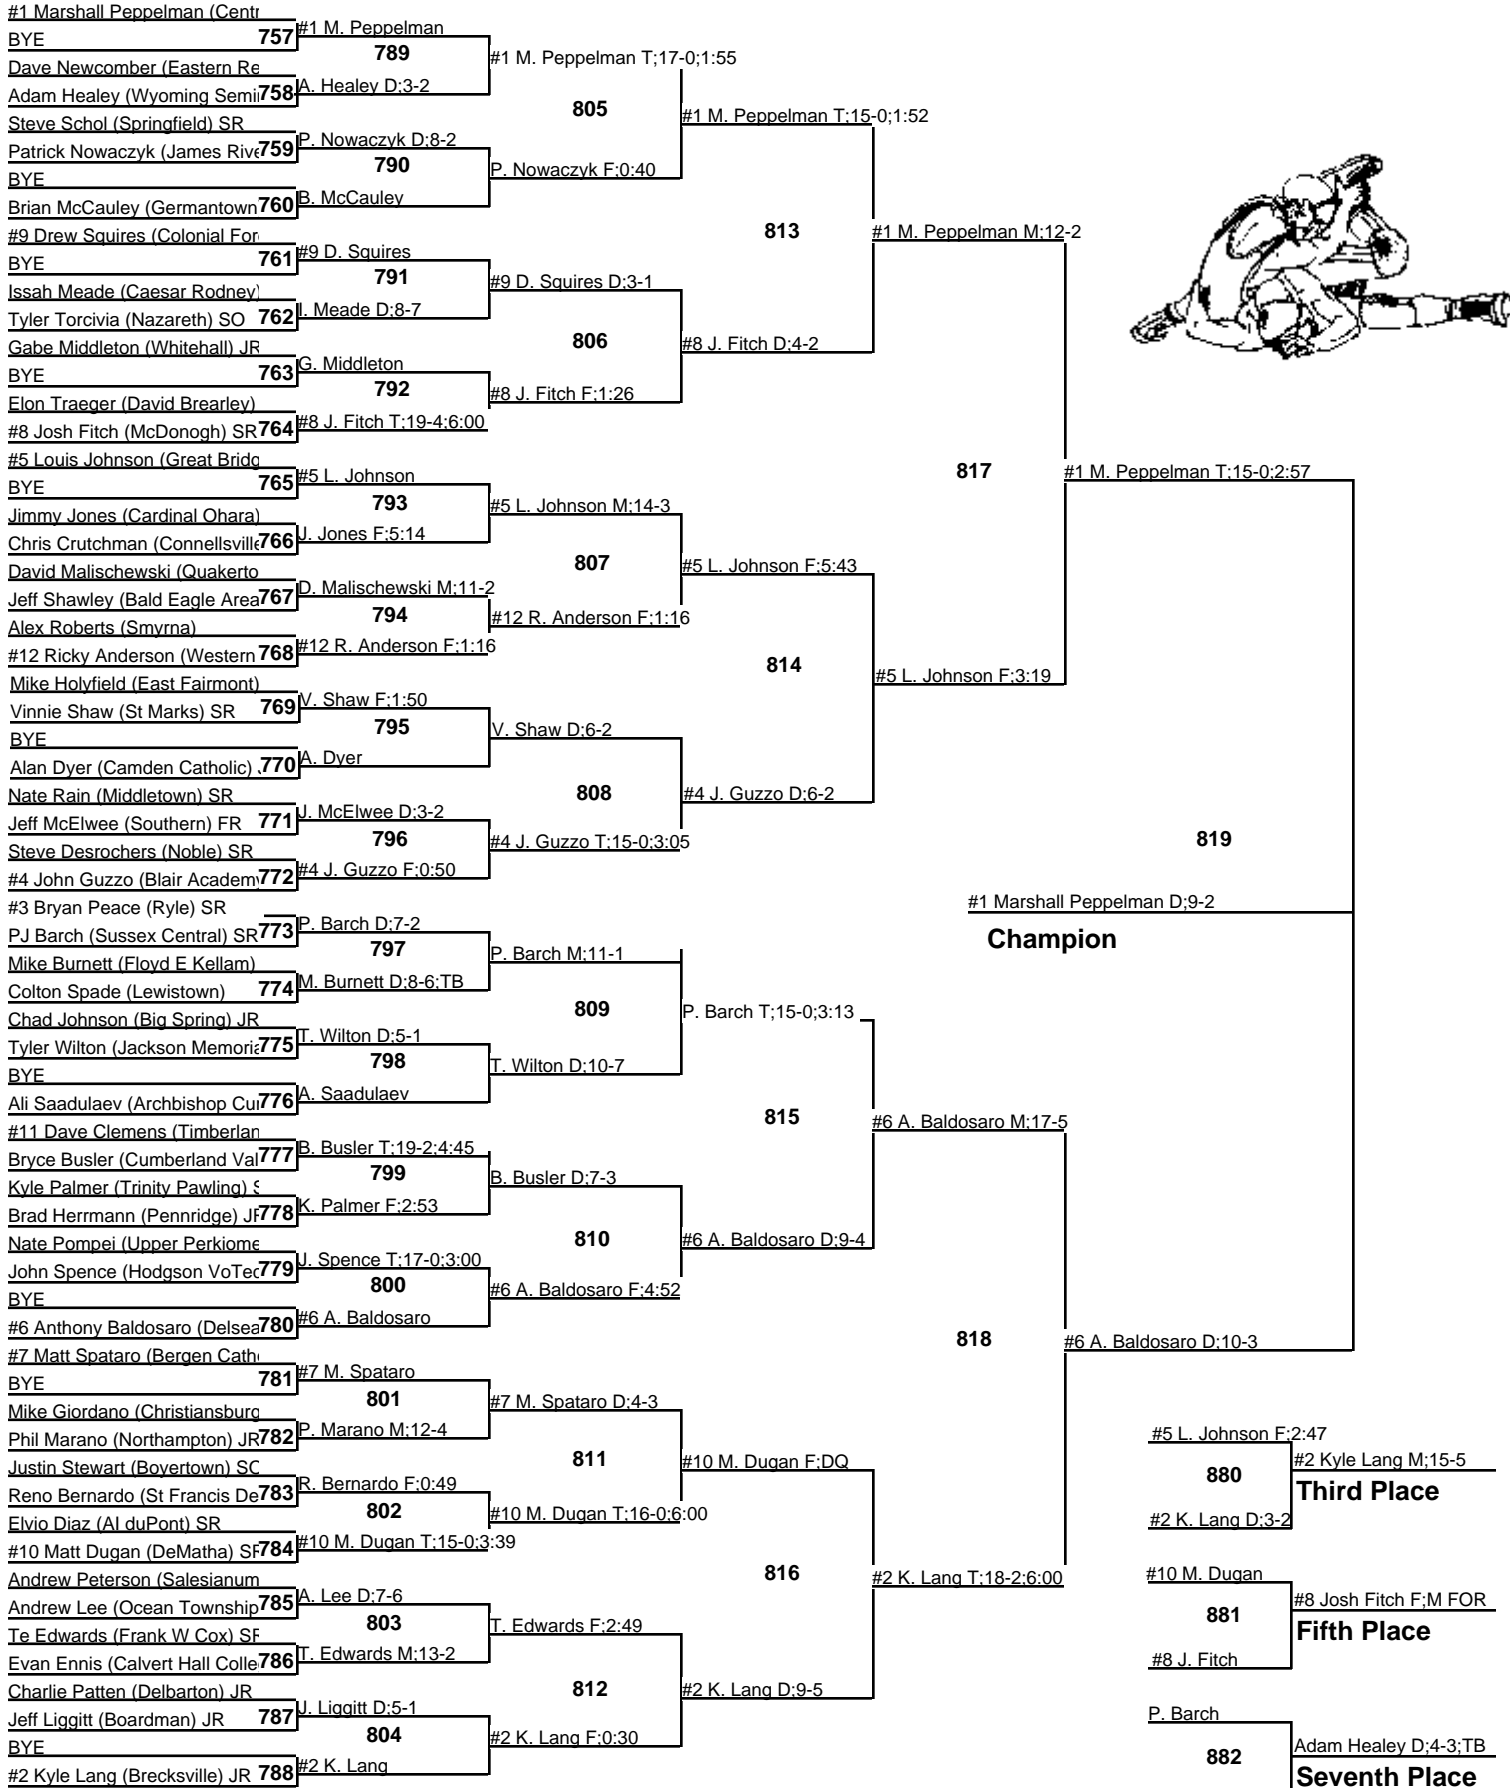 #1 Marshall Peppelman (Centr
BYE
757
Dave Newcomber (Eastern Re
Adam Healey (Wyoming Semi
758
Steve Schol (Springfield) SR
Patrick Nowaczyk (James Rive
759
BYE
Brian McCauley (Germantown
760
#9 Drew Squires (Colonial For
BYE
761
Issah Meade (Caesar Rodney)
Tyler Torcivia (Nazareth) SO
762
Gabe Middleton (Whitehall) JR
BYE
763
Elon Traeger (David Brearley)
#8 Josh Fitch (McDonogh) SR
764
#5 Louis Johnson (Great Bridg
BYE
765
Jimmy Jones (Cardinal Ohara)
Chris Crutchman (Connellsville
766
David Malischewski (Quakerto
Jeff Shawley (Bald Eagle Area
767
Alex Roberts (Smyrna)
#12 Ricky Anderson (Western
768
Mike Holyfield (East Fairmont)
Vinnie Shaw (St Marks) SR
769
BYE
Alan Dyer (Camden Catholic)
770
Nate Rain (Middletown) SR
Jeff McElwee (Southern) FR
771
Steve Desrochers (Noble) SR
#4 John Guzzo (Blair Academy
772
#3 Bryan Peace (Ryle) SR
PJ Barch (Sussex Central) SR
773
Mike Burnett (Floyd E Kellam)
Colton Spade (Lewistown)
774
Chad Johnson (Big Spring) JR
Tyler Wilton (Jackson Memoria
775
BYE
Ali Saadulaev (Archbishop Cur
776
#11 Dave Clemens (Timberlan
Bryce Busler (Cumberland Val
777
Kyle Palmer (Trinity Pawling) S
Brad Herrmann (Pennridge) JR
778
Nate Pompei (Upper Perkiome
John Spence (Hodgson VoTec
779
BYE
#6 Anthony Baldosaro (Delsea
780
#7 Matt Spataro (Bergen Catho
BYE
781
Mike Giordano (Christiansburg
Phil Marano (Northampton) JR
782
Justin Stewart (Boyertown) SO
Reno Bernardo (St Francis De
783
Elvio Diaz (AI duPont) SR
#10 Matt Dugan (DeMatha) SR
784
Andrew Peterson (Salesianum
Andrew Lee (Ocean Township
785
Te Edwards (Frank W Cox) SR
Evan Ennis (Calvert Hall Colle
786
Charlie Patten (Delbarton) JR
Jeff Liggitt (Boardman) JR
787
BYE
#2 Kyle Lang (Brecksville) JR
788
#1 M. Peppelman
789
A. Healey D;3-2
P. Nowaczyk D;8-2
790
B. McCauley
#9 D. Squires
791
I. Meade D;8-7
G. Middleton
792
#8 J. Fitch T;19-4;6:00
#5 L. Johnson
793
J. Jones F;5:14
D. Malischewski M;11-2
794
#12 R. Anderson F;1:16
V. Shaw F;1:50
795
A. Dyer
J. McElwee D;3-2
796
#4 J. Guzzo F;0:50
P. Barch D;7-2
797
M. Burnett D;8-6;TB
T. Wilton D;5-1
798
A. Saadulaev
B. Busler T;19-2;4:45
799
K. Palmer F;2:53
J. Spence T;17-0;3:00
800
#6 A. Baldosaro
#7 M. Spataro
801
P. Marano M;12-4
R. Bernardo F;0:49
802
#10 M. Dugan T;15-0;3:39
A. Lee D;7-6
803
T. Edwards M;13-2
J. Liggitt D;5-1
804
#2 K. Lang
#1 M. Peppelman T;17-0;1:55
805
P. Nowaczyk F;0:40
#9 D. Squires D;3-1
806
#8 J. Fitch F;1:26
#5 L. Johnson M;14-3
807
#12 R. Anderson F;1:16
V. Shaw D;6-2
808
#4 J. Guzzo T;15-0;3:05
P. Barch M;11-1
809
T. Wilton D;10-7
B. Busler D;7-3
810
#6 A. Baldosaro F;4:52
#7 M. Spataro D;4-3
811
#10 M. Dugan T;16-0;6:00
T. Edwards F;2:49
812
#2 K. Lang F;0:30
#1 M. Peppelman T;15-0;1:52
813
#8 J. Fitch D;4-2
#5 L. Johnson F;5:43
814
#4 J. Guzzo D;6-2
P. Barch T;15-0;3:13
815
#6 A. Baldosaro D;9-4
#10 M. Dugan F;DQ
816
#2 K. Lang D;9-5
#1 M. Peppelman M;12-2
817
#5 L. Johnson F;3:19
#6 A. Baldosaro M;17-5
818
#2 K. Lang T;18-2;6:00
#1 M. Peppelman T;15-0;2:57
819
#6 A. Baldosaro D;10-3
#1 Marshall Peppelman D;9-2
Champion
#5 L. Johnson F;2:47
880
#2 K. Lang D;3-2
#2 Kyle Lang M;15-5
Third Place
#10 M. Dugan
881
#8 J. Fitch
#8 Josh Fitch F;M FOR
Fifth Place
P. Barch
882
Adam Healey D;4-3;TB
Seventh Place